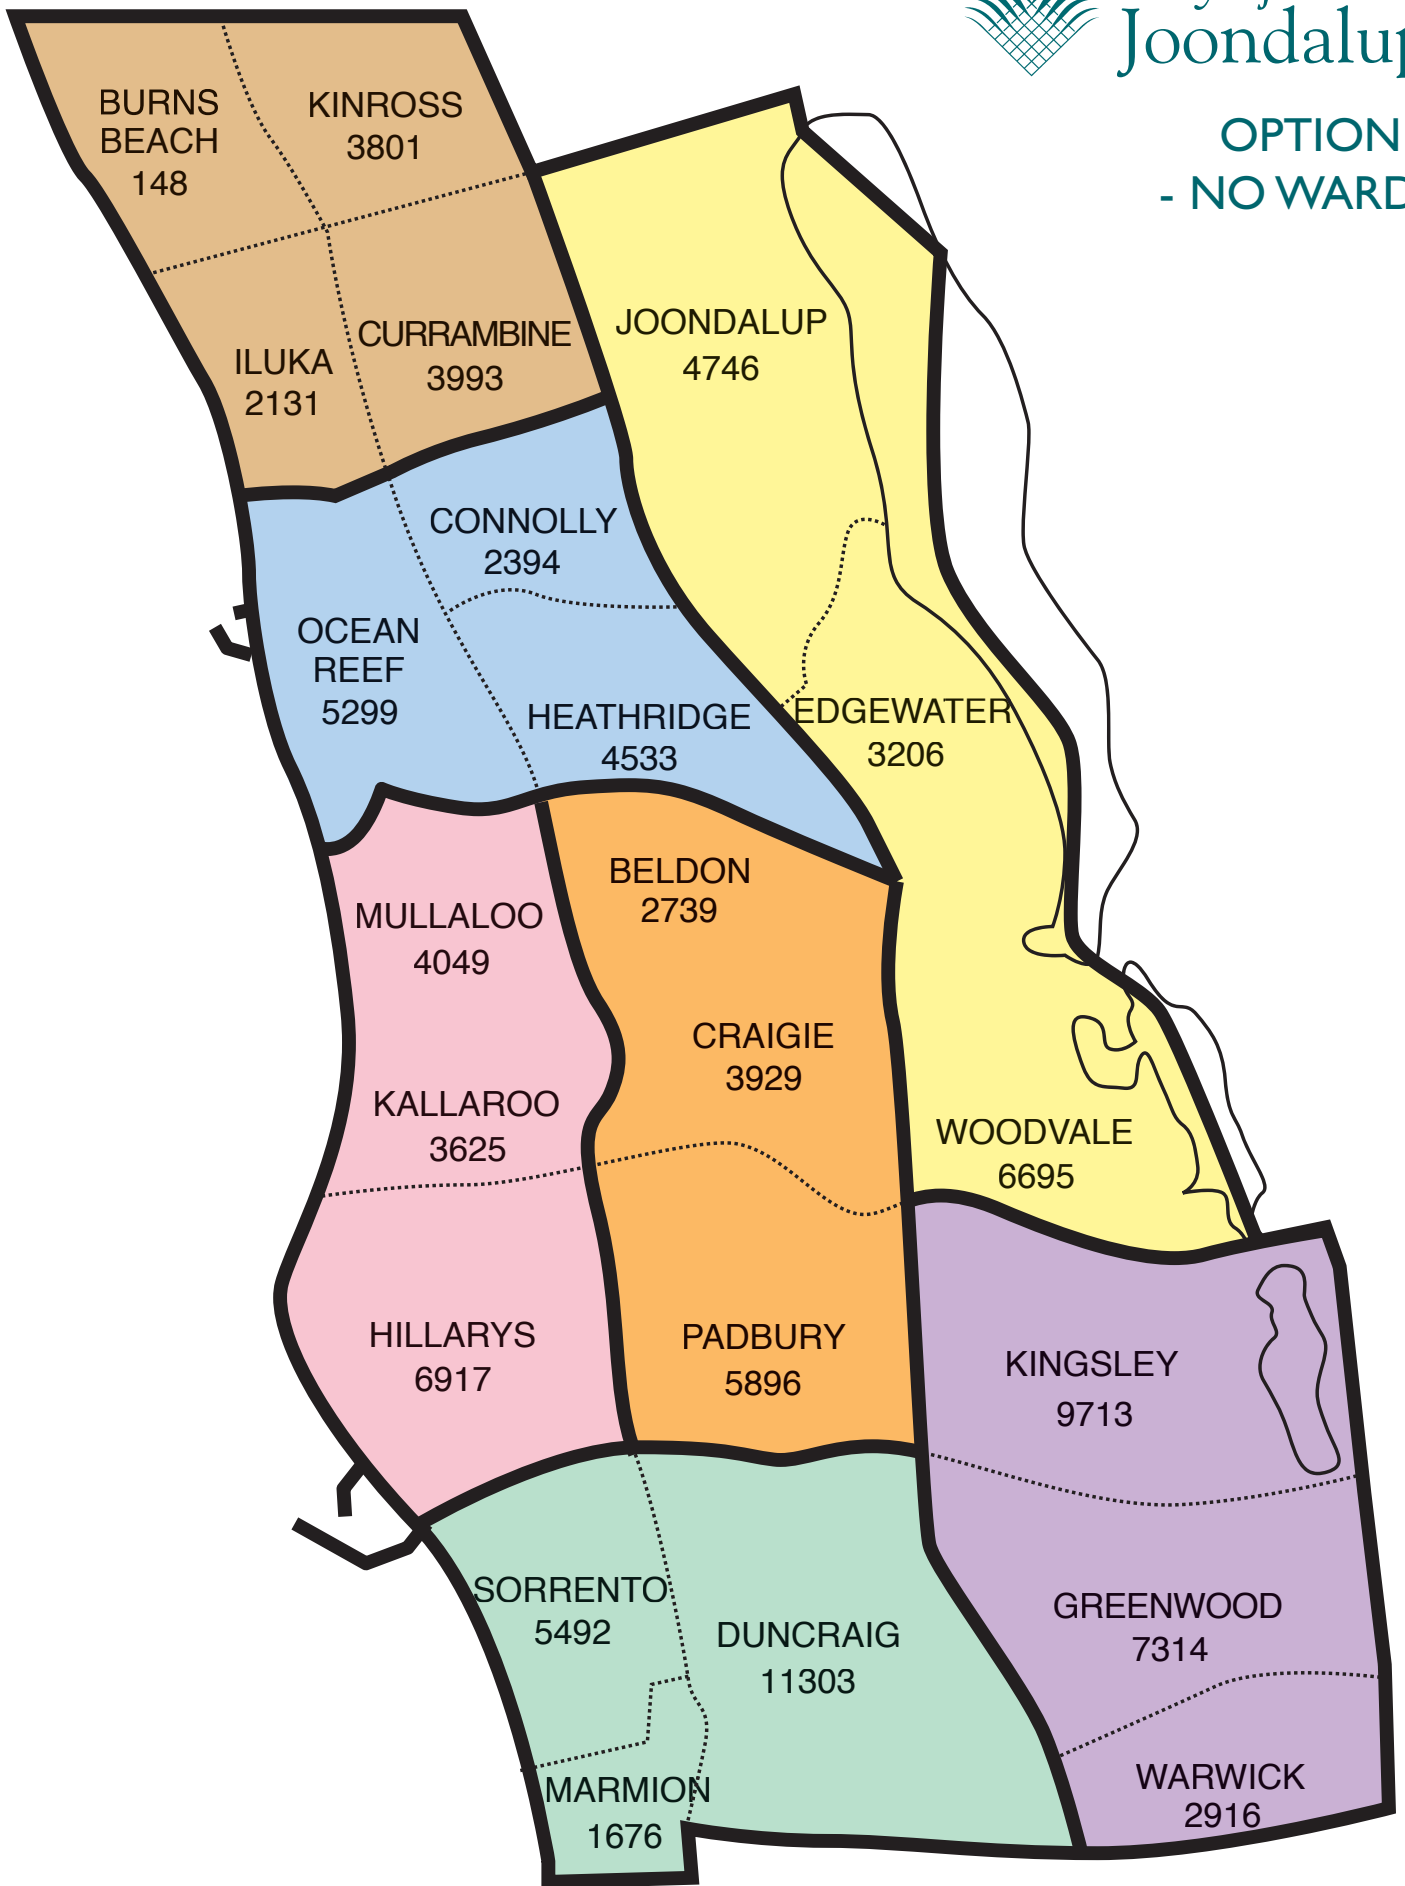 Joondalup
OPTION
- NO WARD
BURNS
BEACH
148
KINROSS
3801
ILUKA
2131
CURRAMBINE
3993
JOONDALUP
4746
CONNOLLY
2394
OCEAN
REEF
5299
HEATHRIDGE
4533
EDGEWATER
3206
BELDON
2739
MULLALOO
4049
CRAIGIE
3929
KALLAROO
3625
WOODVALE
6695
HILLARYS
6917
PADBURY
5896
KINGSLEY
9713
SORRENTO
5492
DUNCRAIG
11303
GREENWOOD
7314
MARMION
1676
WARWICK
2916